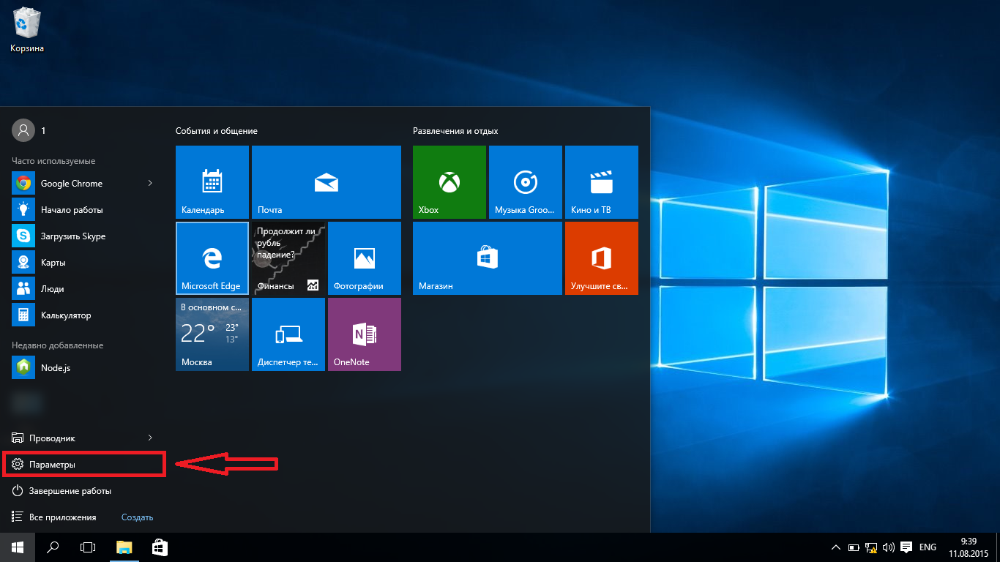 Корзина
1
Часто используемые
Google Chrome
Начало работы
Загрузить Skype
Карты
Люди
Калькулятор
Недавно добавленные
Node.js
Проводник
Параметры
Завершение работы
Все приложения
Создать
События и общение
Календарь
Почта
Microsoft Edge
Продолжит ли
рубль
падение?
Финансы
Фотографии
В основном с...
22°
23°
13°
Москва
Диспетчер те...
OneNote
Развлечения и отдых
Xbox
Музыка Groo...
Кино и ТВ
Магазин
Улучшите св...
ENG
9:39
11.08.2015